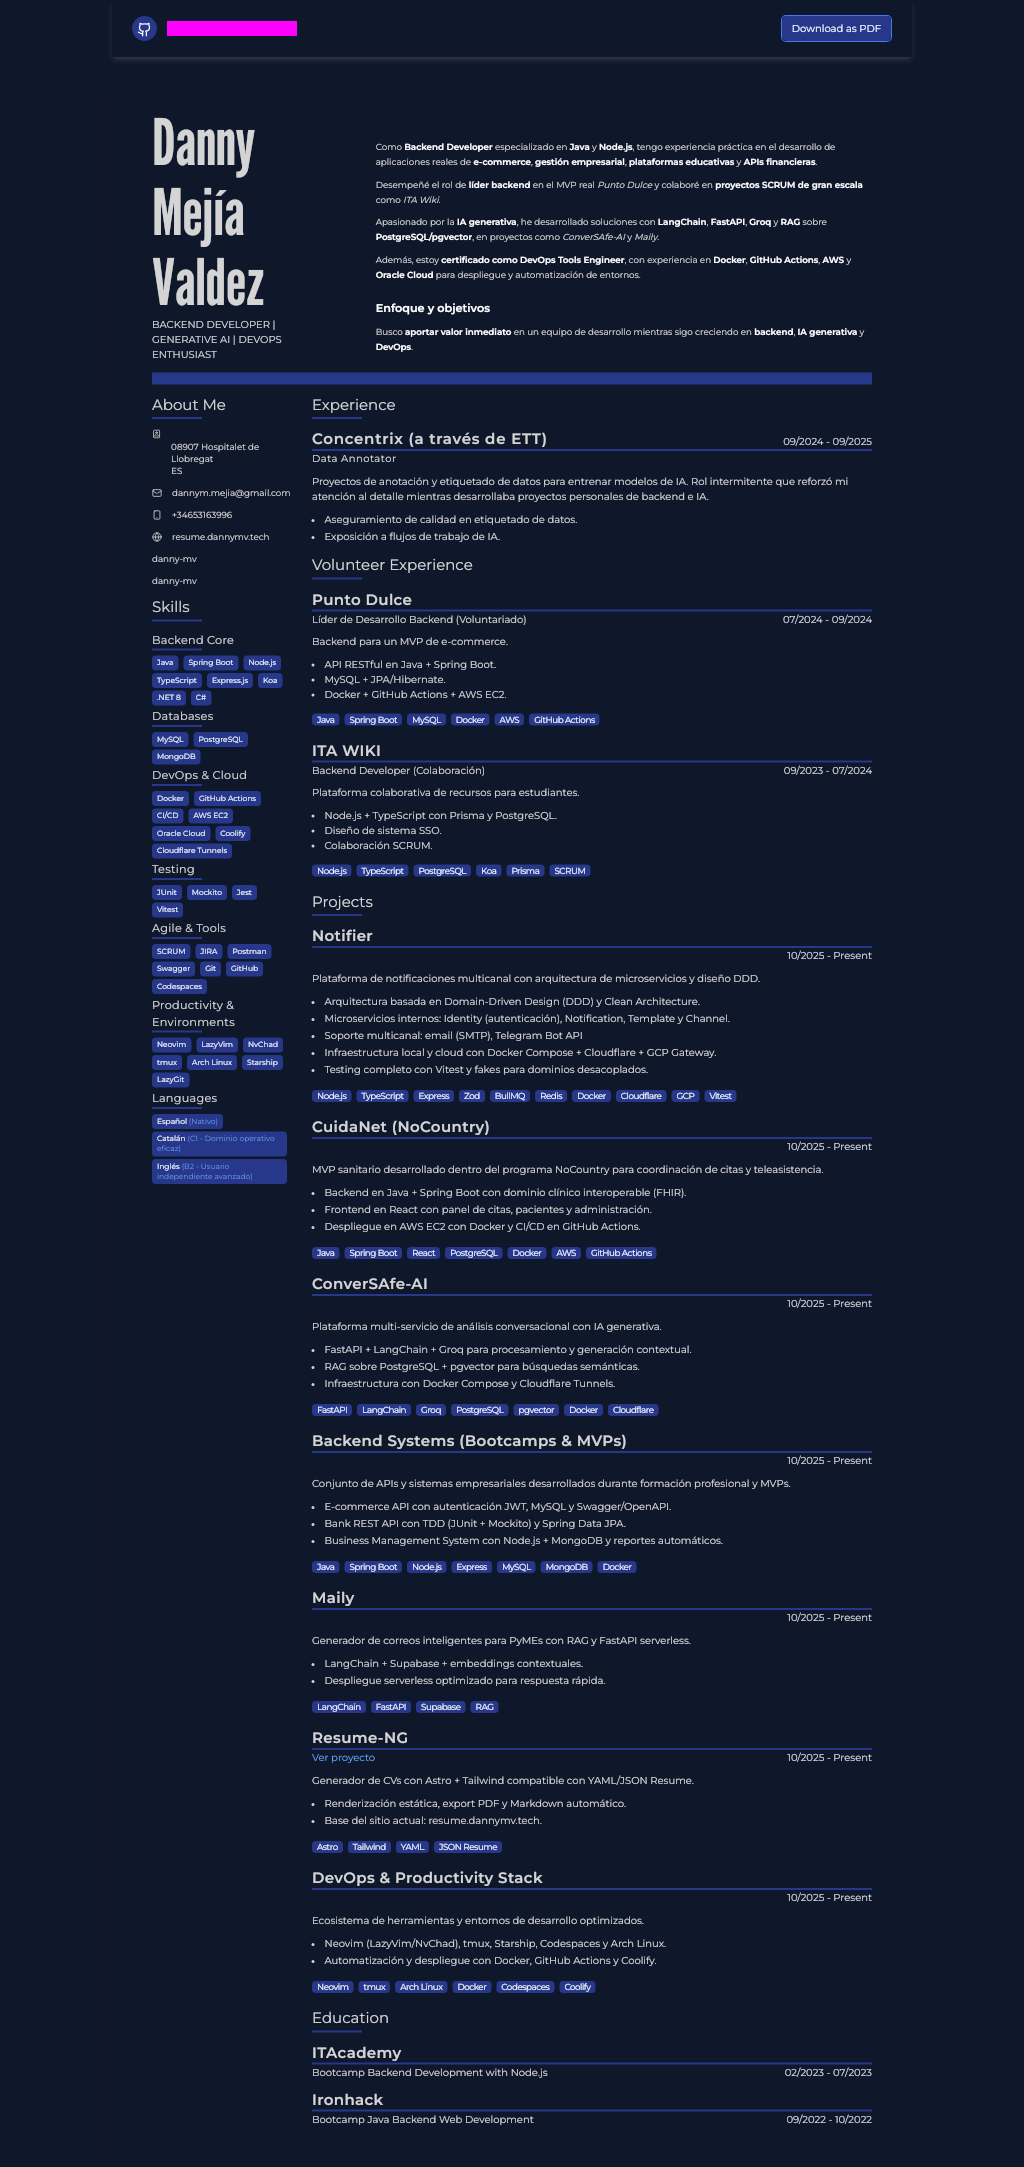 Download as PDF
Danny
Mejía
Valdez
BACKEND DEVELOPER |
GENERATIVE AI | DEVOPS
ENTHUSIAST
Como Backend Developer especializado en Java y Node.js, tengo experiencia práctica en el desarrollo de
aplicaciones reales de e-commerce, gestión empresarial, plataformas educativas y APIs financieras.
Desempeñé el rol de líder backend en el MVP real Punto Dulce y colaboré en proyectos SCRUM de gran escala
como ITA Wiki.
Apasionado por la IA generativa, he desarrollado soluciones con LangChain, FastAPI, Groq y RAG sobre
PostgreSQL/pgvector, en proyectos como ConverSAfe-AI y Maily.
Además, estoy certificado como DevOps Tools Engineer, con experiencia en Docker, GitHub Actions, AWS y
Oracle Cloud para despliegue y automatización de entornos.
Enfoque y objetivos
Busco aportar valor inmediato en un equipo de desarrollo mientras sigo creciendo en backend, IA generativa y
DevOps.
About Me
08907 Hospitalet de
Llobregat
ES
dannym.mejia@gmail.com
+34653163996
resume.dannymv.tech
danny-mv
danny-mv
Skills
Backend Core
Java Spring Boot Node.js
TypeScript Express.js Koa
.NET 8 C#
Databases
MySQL PostgreSQL
MongoDB
DevOps & Cloud
Docker GitHub Actions
CI/CD AWS EC2
Oracle Cloud Coolify
Cloudflare Tunnels
Testing
JUnit Mockito Jest
Vitest
Agile & Tools
SCRUM JIRA Postman
Swagger Git GitHub
Codespaces
Productivity &
Environments
Neovim LazyVim NvChad
tmux Arch Linux Starship
LazyGit
Languages
Español (Nativo)
Catalán (C1 - Dominio operativo
eficaz)
Inglés (B2 - Usuario
independiente avanzado)
Experience
Concentrix (a través de ETT) 09/2024 - 09/2025
Data Annotator
Proyectos de anotación y etiquetado de datos para entrenar modelos de IA. Rol intermitente que reforzó mi
atención al detalle mientras desarrollaba proyectos personales de backend e IA.
• Aseguramiento de calidad en etiquetado de datos.
• Exposición a flujos de trabajo de IA.
Volunteer Experience
Punto Dulce
Líder de Desarrollo Backend (Voluntariado) 07/2024 - 09/2024
Backend para un MVP de e-commerce.
• API RESTful en Java + Spring Boot.
• MySQL + JPA/Hibernate.
• Docker + GitHub Actions + AWS EC2.
Java Spring Boot MySQL Docker AWS GitHub Actions
ITA WIKI
Backend Developer (Colaboración) 09/2023 - 07/2024
Plataforma colaborativa de recursos para estudiantes.
• Node.js + TypeScript con Prisma y PostgreSQL.
• Diseño de sistema SSO.
• Colaboración SCRUM.
Node.js TypeScript PostgreSQL Koa Prisma SCRUM
Projects
Notifier
10/2025 - Present
Plataforma de notificaciones multicanal con arquitectura de microservicios y diseño DDD.
• Arquitectura basada en Domain-Driven Design (DDD) y Clean Architecture.
• Microservicios internos: Identity (autenticación), Notification, Template y Channel.
• Soporte multicanal: email (SMTP), Telegram Bot API
• Infraestructura local y cloud con Docker Compose + Cloudflare + GCP Gateway.
• Testing completo con Vitest y fakes para dominios desacoplados.
Node.js TypeScript Express Zod BullMQ Redis Docker Cloudflare GCP Vitest
CuidaNet (NoCountry)
10/2025 - Present
MVP sanitario desarrollado dentro del programa NoCountry para coordinación de citas y teleasistencia.
• Backend en Java + Spring Boot con dominio clínico interoperable (FHIR).
• Frontend en React con panel de citas, pacientes y administración.
• Despliegue en AWS EC2 con Docker y CI/CD en GitHub Actions.
Java Spring Boot React PostgreSQL Docker AWS GitHub Actions
ConverSAfe-AI
10/2025 - Present
Plataforma multi-servicio de análisis conversacional con IA generativa.
• FastAPI + LangChain + Groq para procesamiento y generación contextual.
• RAG sobre PostgreSQL + pgvector para búsquedas semánticas.
• Infraestructura con Docker Compose y Cloudflare Tunnels.
FastAPI LangChain Groq PostgreSQL pgvector Docker Cloudflare
Backend Systems (Bootcamps & MVPs)
10/2025 - Present
Conjunto de APIs y sistemas empresariales desarrollados durante formación profesional y MVPs.
• E-commerce API con autenticación JWT, MySQL y Swagger/OpenAPI.
• Bank REST API con TDD (JUnit + Mockito) y Spring Data JPA.
• Business Management System con Node.js + MongoDB y reportes automáticos.
Java Spring Boot Node.js Express MySQL MongoDB Docker
Maily
10/2025 - Present
Generador de correos inteligentes para PyMEs con RAG y FastAPI serverless.
• LangChain + Supabase + embeddings contextuales.
• Despliegue serverless optimizado para respuesta rápida.
LangChain FastAPI Supabase RAG
Resume-NG
Ver proyecto 10/2025 - Present
Generador de CVs con Astro + Tailwind compatible con YAML/JSON Resume.
• Renderización estática, export PDF y Markdown automático.
• Base del sitio actual: resume.dannymv.tech.
Astro Tailwind YAML JSON Resume
DevOps & Productivity Stack
10/2025 - Present
Ecosistema de herramientas y entornos de desarrollo optimizados.
• Neovim (LazyVim/NvChad), tmux, Starship, Codespaces y Arch Linux.
• Automatización y despliegue con Docker, GitHub Actions y Coolify.
Neovim tmux Arch Linux Docker Codespaces Coolify
Education
ITAcademy
Bootcamp Backend Development with Node.js 02/2023 - 07/2023
Ironhack
Bootcamp Java Backend Web Development 09/2022 - 10/2022